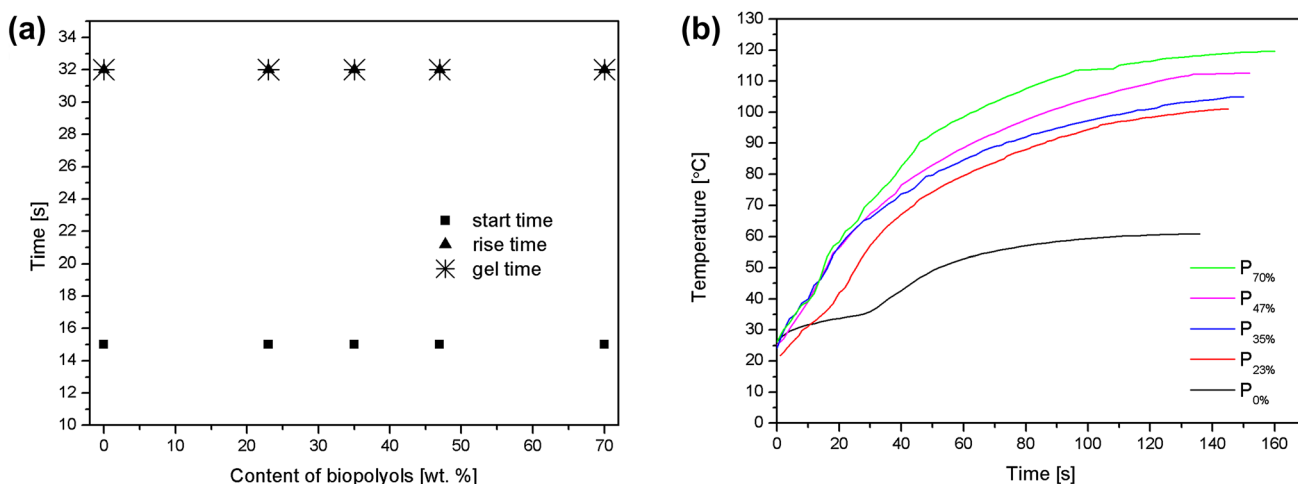 (a)
Time [s]
34
32
30
28
26
24
22
20
18
16
14
12
10
start time
rise time
gel time
0 10 20 30 40 50 60 70
Content of biopolyols [wt. %]
(b)
Temperature [°C]
130
120
110
100
90
80
70
60
50
40
30
20
10
0
P70%
P47%
P35%
P23%
P0%
0 20 40 60 80 100 120 140 160
Time [s]